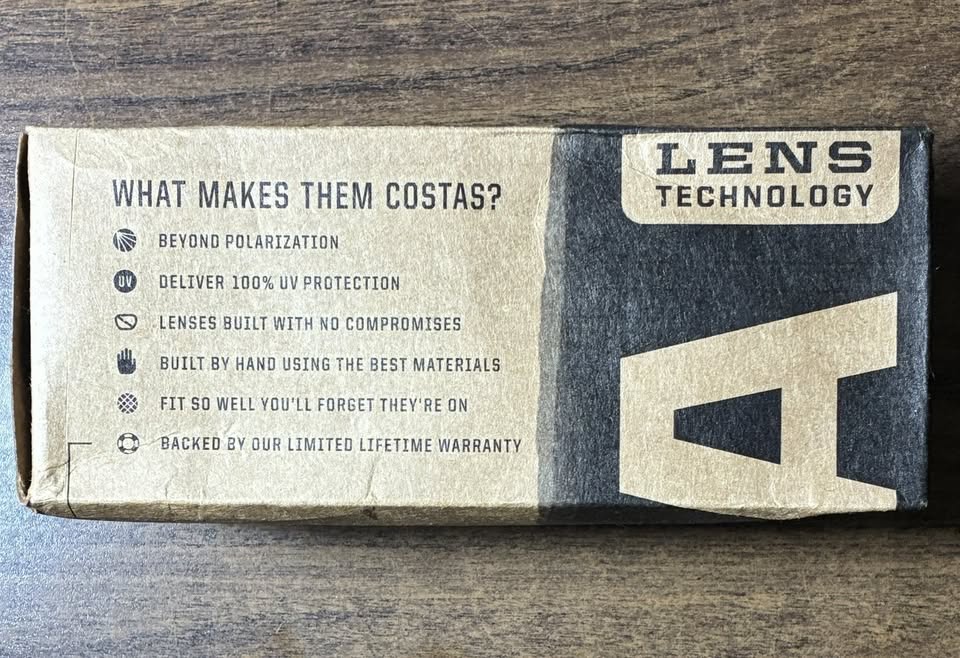 WHAT MAKES THEM COSTAS?
BEYOND POLARIZATION
UV
DELIVER 100% UV PROTECTION
LENSES BUILT WITH NO COMPROMISES
BUILT BY HAND USING THE BEST MATERIALS
FIT SO WELL YOU'LL FORGET THEY'RE ON
BACKED BY OUR LIMITED LIFETIME WARRANTY
LENS
TECHNOLOGY
A